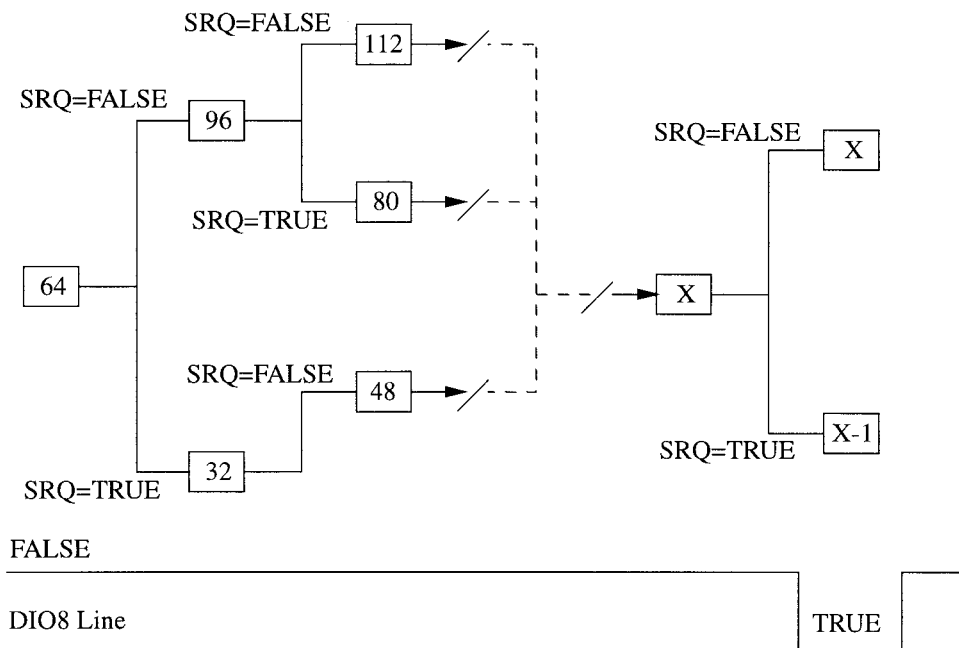 SRQ=FALSE
112
SRQ=FALSE
96
SRQ=FALSE
X
80
SRQ=TRUE
64
X
SRQ=FALSE
48
X-1
SRQ=TRUE
32
SRQ=TRUE
FALSE
DIO8 Line
TRUE